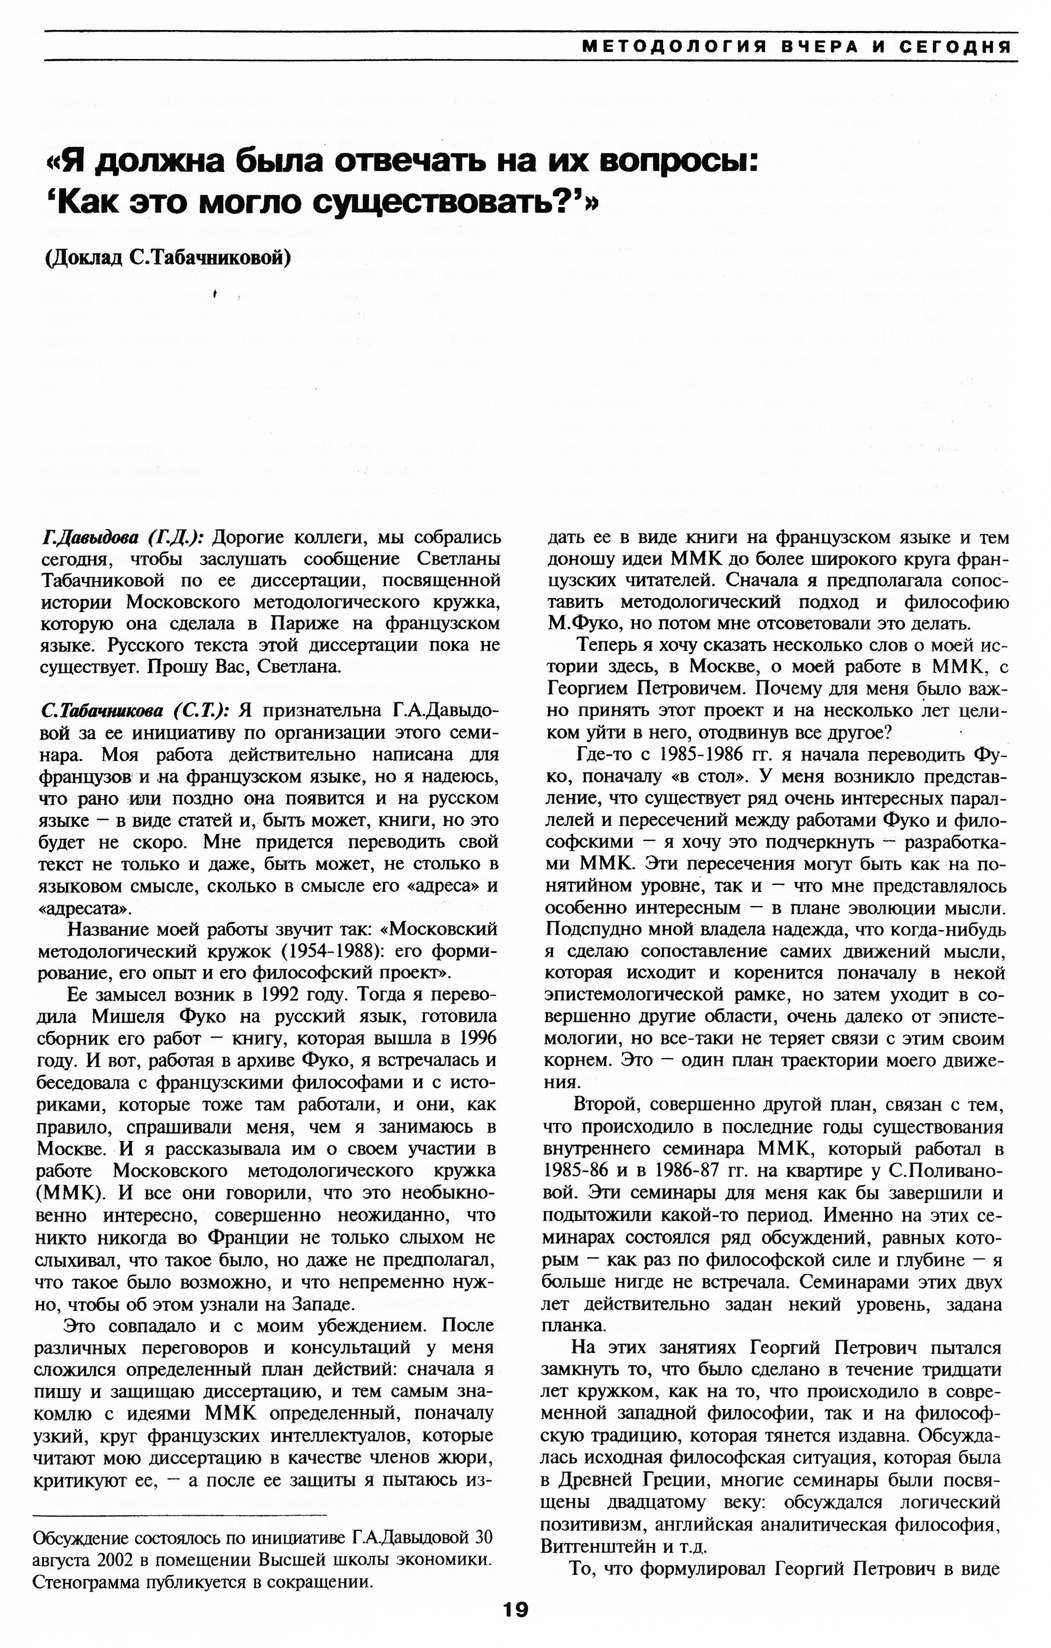 МЕТОДОЛОГИЯ ВЧЕРА И СЕГОДНЯ
«Я должна была отвечать на их вопросы:
‘Как это могло существовать?’»
(Доклад С.Табачниковой)
Г.Давыдова (Г.Д.): Дорогие коллеги, мы собрались
сегодня, чтобы заслушать сообщение Светланы
Табачниковой по ее диссертации, посвященной
истории Московского методологического кружка,
которую она сделала в Париже на французском
языке. Русского текста этой диссертации пока не
существует. Прошу Вас, Светлана.
С.Табачникова (С.Т.): Я признательна Г.А.Давыдо-
вой за ее инициативу по организации этого семи-
нара. Моя работа действительно написана для
французов и на французском языке, но я надеюсь,
что рано или поздно она появится и на русском
языке — в виде статей и, быть может, книги, но это
будет не скоро. Мне придется переводить свой
текст не только и даже, быть может, не столько в
языковом смысле, сколько в смысле его «адреса» и
«адресата».
Название моей работы звучит так: «Московский
методологический кружок (1954-1988): его форми-
рование, его опыт и его философский проект».
Ее замысел возник в 1992 году. Тогда я перево-
дила Мишеля Фуко на русский язык, готовила
сборник его работ — книгу, которая вышла в 1996
году. И вот, работая в архиве Фуко, я встречалась и
беседовала с французскими философами и с исто-
риками, которые тоже там работали, и они, как
правило, спрашивали меня, чем я занимаюсь в
Москве. И я рассказывала им о своем участии в
работе Московского методологического кружка
(ММК). И все они говорили, что это необыкно-
венно интересно, совершенно неожиданно, что
никто никогда во Франции не только слыхом не
слыхивал, что такое было, но даже не предполагал,
что такое было возможно, и что непременно нуж-
но, чтобы об этом узнали на Западе.
Это совпадало и с моим убеждением. После
различных переговоров и консультаций у меня
сложился определенный план действий: сначала я
пишу и защищаю диссертацию, и тем самым зна-
комлю с идеями ММК определенный, поначалу
узкий, круг французских интеллектуалов, которые
читают мою диссертацию в качестве членов жюри,
критикуют ее, — а после ее защиты я пытаюсь из-
Обсуждение состоялось по инициативе Г.А.Давыдовой 30
августа 2002 в помещении Высшей школы экономики.
Стенограмма публикуется в сокращении.
дать ее в виде книги на французском языке и тем
доношу идеи ММК до более широкого круга фран-
цузских читателей. Сначала я предполагала сопос-
тавить методологический подход и философию
М.Фуко, но потом мне отсоветовали это делать.
Теперь я хочу сказать несколько слов о моей ис-
тории здесь, в Москве, о моей работе в ММК, с
Георгием Петровичем. Почему для меня было важ-
но принять этот проект и на несколько лет цели-
ком уйти в него, отодвинув все другое?
Где-то с 1985-1986 гг. я начала переводить Фу-
ко, поначалу «в стол». У меня возникло представ-
ление, что существует ряд очень интересных парал-
лелей и пересечений между работами Фуко и фило-
софскими — я хочу это подчеркнуть — разработка-
ми ММК. Эти пересечения могут быть как на по-
нятийном уровне, так и — что мне представлялось
особенно интересным — в плане эволюции мысли.
Подспудно мной владела надежда, что когда-нибудь
я сделаю сопоставление самих движений мысли,
которая исходит и коренится поначалу в некой
эпистемологической рамке, но затем уходит в со-
вершенно другие области, очень далеко от эписте-
мологии, но все-таки не теряет связи с этим своим
корнем. Это — один план траектории моего движе-
ния.
Второй, совершенно другой план, связан с тем,
что происходило в последние годы существования
внутреннего семинара ММК, который работал в
1985-86 и в 1986-87 гг. на квартире у С.Поливано-
вой. Эти семинары для меня как бы завершили и
подытожили какой-то период. Именно на этих се-
минарах состоялся ряд обсуждений, равных кото-
рым — как раз по философской силе и глубине — я
больше нигде не встречала. Семинарами этих двух
лет действительно задан некий уровень, задана
планка.
На этих занятиях Георгий Петрович пытался
замкнуть то, что было сделано в течение тридцати
лет кружком, как на то, что происходило в совре-
менной западной философии, так и на философ-
скую традицию, которая тянется издавна. Обсужда-
лась исходная философская ситуация, которая была
в Древней Греции, многие семинары были посвя-
щены двадцатому веку: обсуждался логический
позитивизм, английская аналитическая философия,
Витгенштейн и т.д.
То, что формулировал Георгий Петрович в виде
19